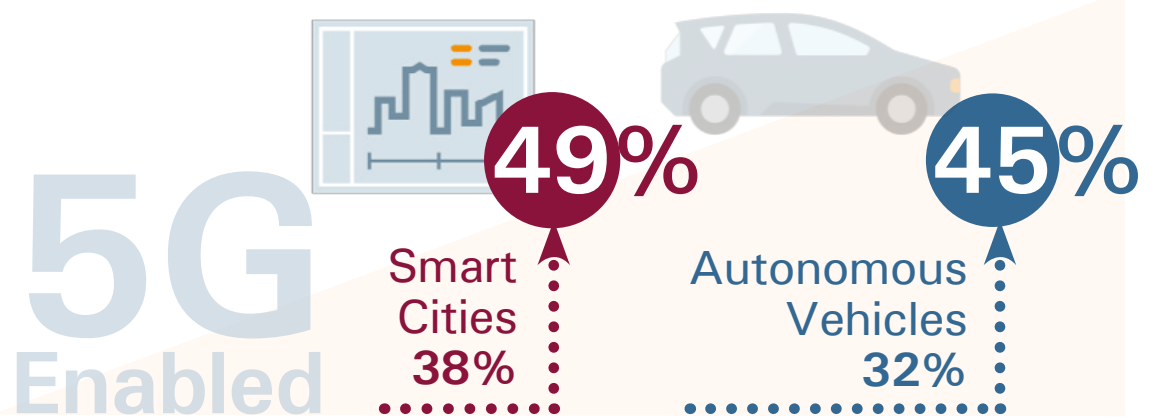 5G
Enabled
49%
Smart
Cities
38%
45%
Autonomous
Vehicles
32%